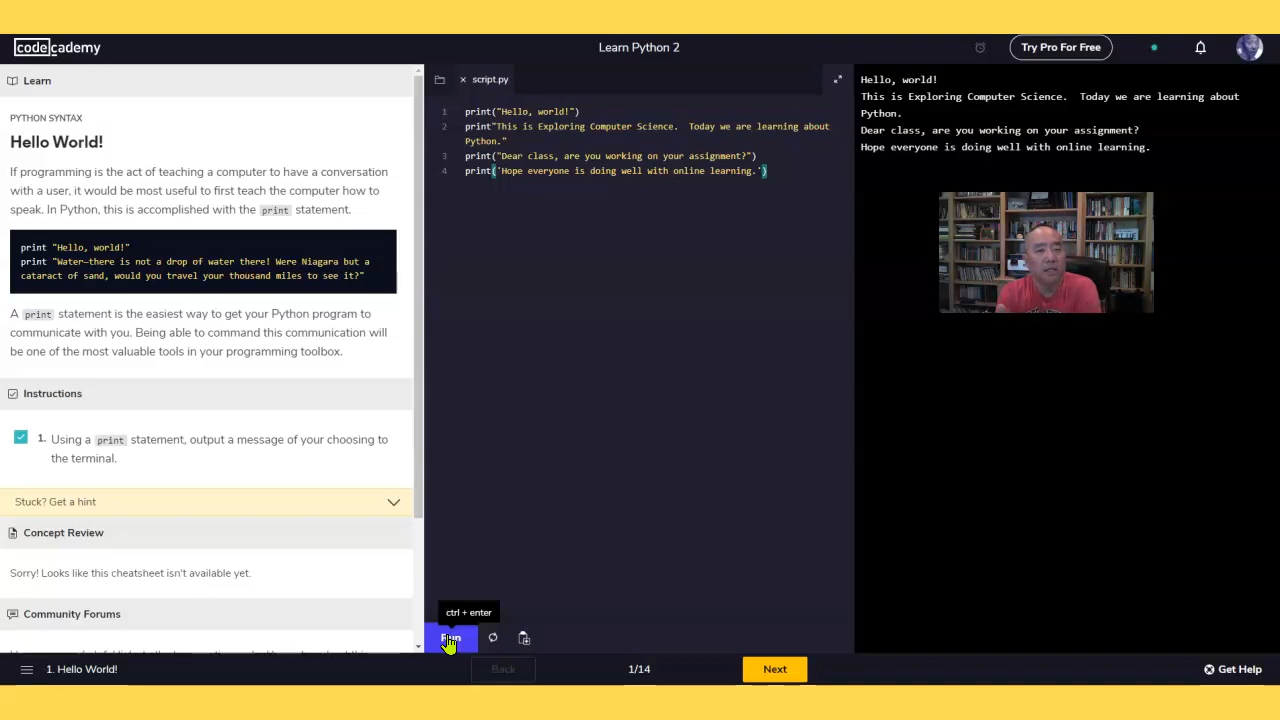 codecademy
Learn Python 2
Try Pro For Free
Learn
PYTHON SYNTAX
Hello World!
If programming is the act of teaching a computer to have a conversation
with a user, it would be most useful to first teach the computer how to
speak. In Python, this is accomplished with the print statement.
print "Hello, world!"
print "Water—there is not a drop of water there! Were Niagara but a
cataract of sand, would you travel your thousand miles to see it?"
A print statement is the easiest way to get your Python program to
communicate with you. Being able to command this communication will
be one of the most valuable tools in your programming toolbox.
Instructions
1. Using a print statement, output a message of your choosing to
the terminal.
Stuck? Get a hint
Concept Review
Sorry! Looks like this cheatsheet isn't available yet.
Community Forums
script.py
1 print("Hello, world!")
2 print"This is Exploring Computer Science.  Today we are learning about
Python."
3 print("Dear class, are you working on your assignment?")
4 print('Hope everyone is doing well with online learning.')
ctrl + enter
Run
Hello, world!
This is Exploring Computer Science.  Today we are learning about
Python.
Dear class, are you working on your assignment?
Hope everyone is doing well with online learning.
1. Hello World!
Back
1/14
Next
Get Help